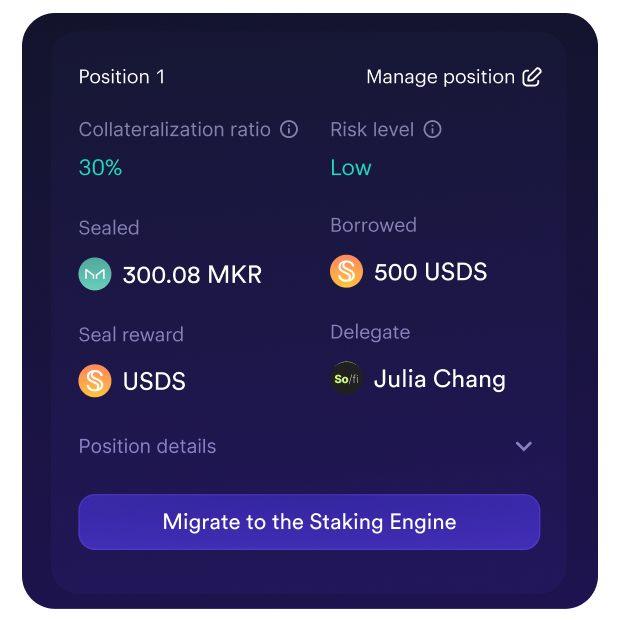 Position 1
Manage position
Collateralization ratio
Risk level
30%
Low
Sealed
Borrowed
300.08 MKR
500 USDS
Seal reward
Delegate
USDS
So/fi
Julia Chang
Position details
Migrate to the Staking Engine